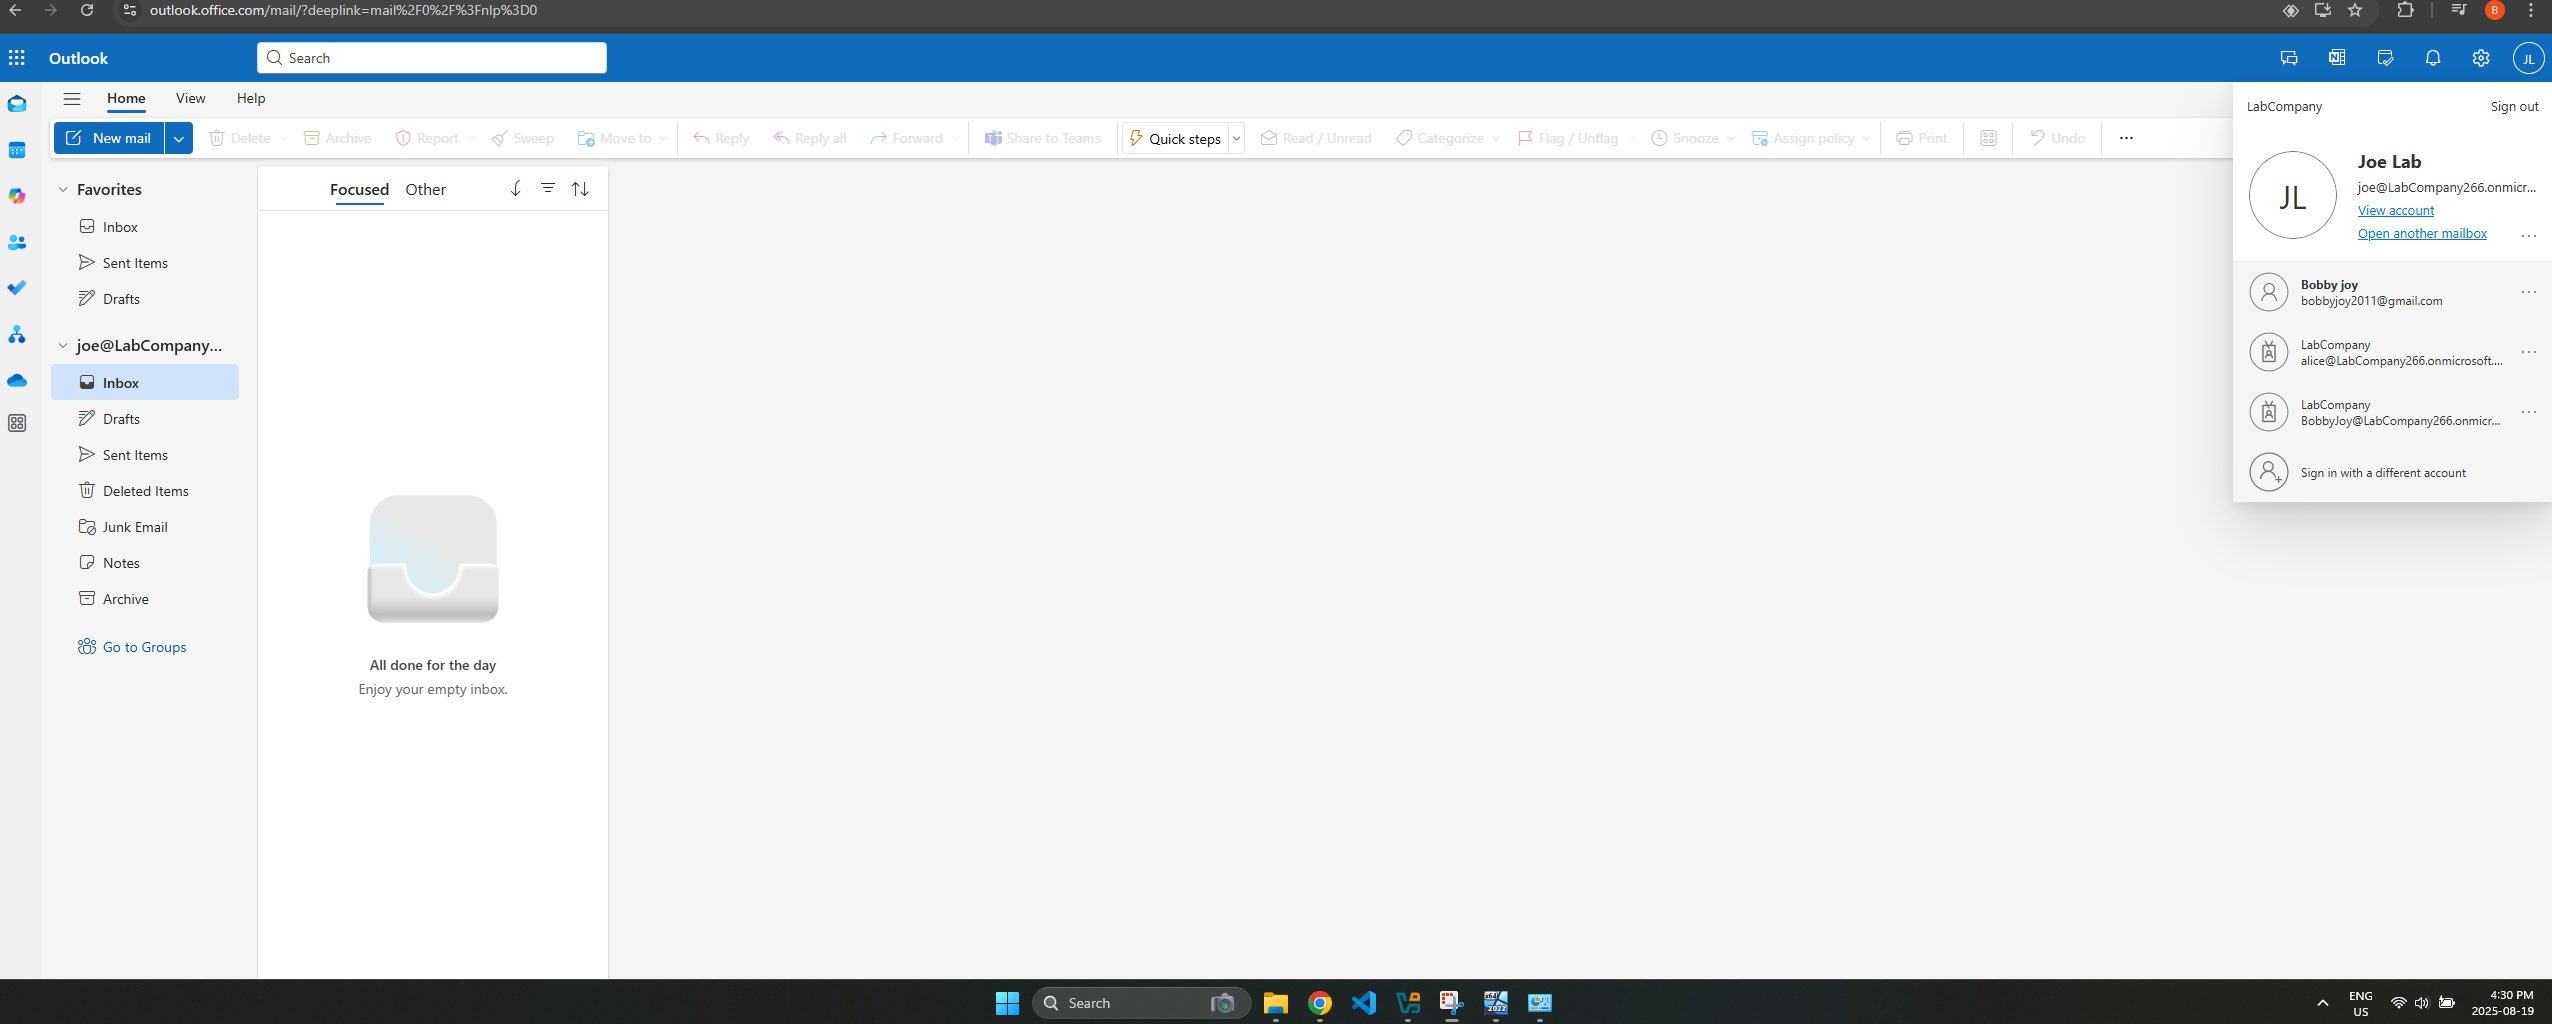 outlook.office.com/mail/?deeplink=mail%2F0%2F%3Fnlp%3D0
B
Outlook
Search
JL
Home View Help
LabCompany Sign out
New mail Delete Archive Report Sweep Move to Reply Reply all Forward Share to Teams Quick steps Read / Unread Categorize Flag / Unflag Snooze Assign policy Print Undo
Favorites
Inbox
Sent Items
Drafts
joe@LabCompany...
Inbox
Drafts
Sent Items
Deleted Items
Junk Email
Notes
Archive
Go to Groups
Focused Other
All done for the day
Enjoy your empty inbox.
JL
Joe Lab
joe@LabCompany266.onmicr...
View account
Open another mailbox
Bobby joy
bobbyjoy2011@gmail.com
LabCompany
alice@LabCompany266.onmicrosoft....
LabCompany
BobbyJoy@LabCompany266.onmicr...
Sign in with a different account
Search
x64
2022
ENG
US
4:30 PM
2025-08-19